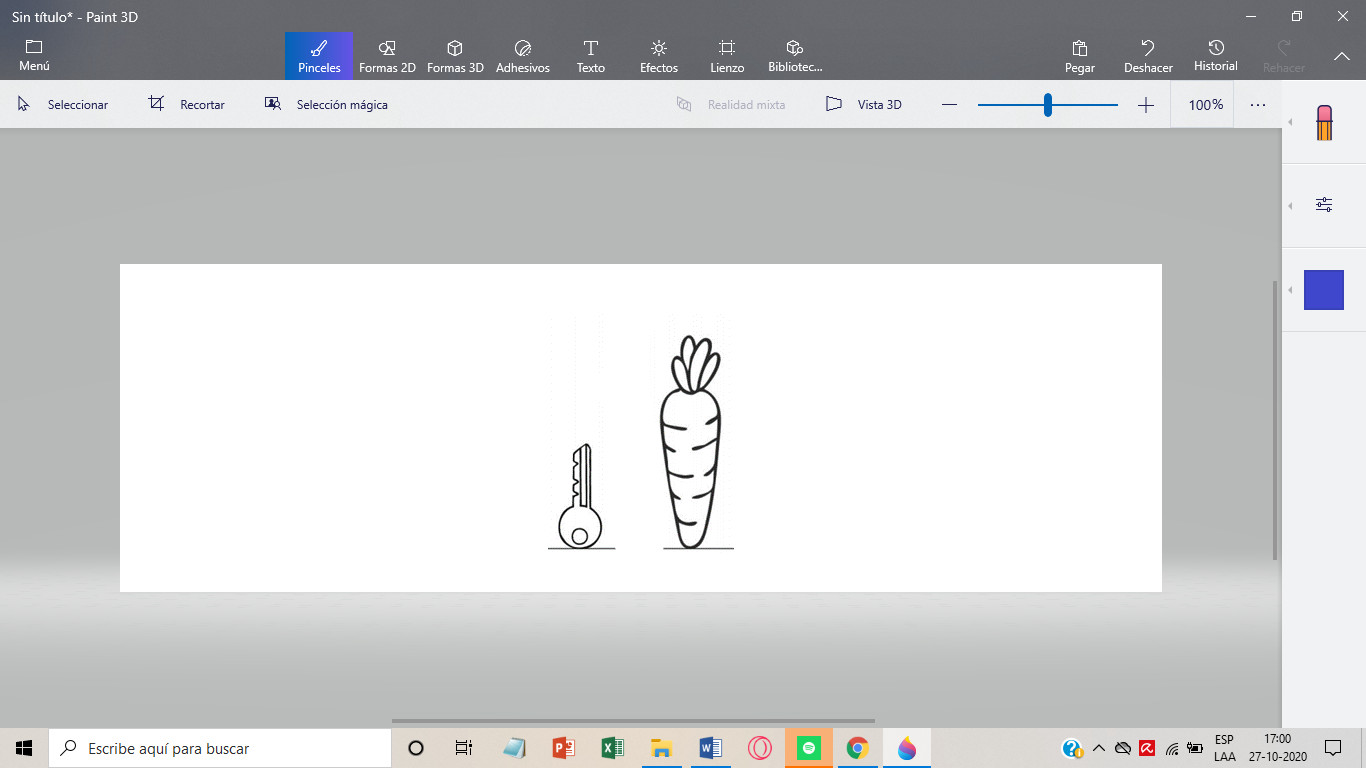 Sin título* - Paint 3D
Menú
Pinceles
Formas 2D
Formas 3D
Adhesivos
Texto
Efectos
Lienzo
Bibliotec...
Pegar
Deshacer
Historial
Rehacer
Seleccionar
Recortar
Selección mágica
Realidad mixta
Vista 3D
100%
Escribe aquí para buscar
ESP
LAA
17:00
27-10-2020